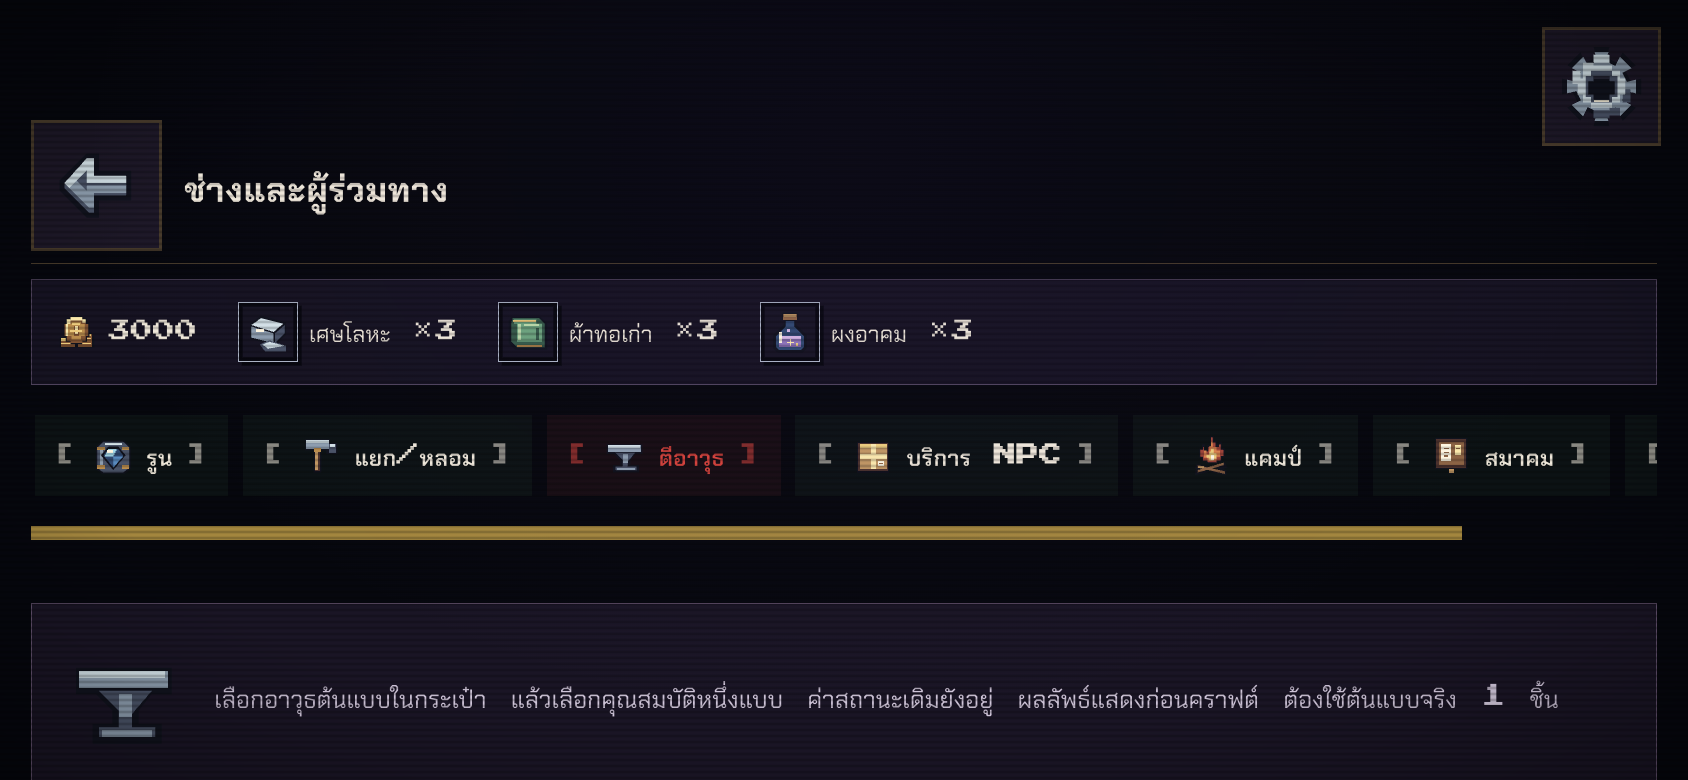 ช่างและผู้ร่วมทาง
3000 เศษโลหะ ×3 ผ้าทอเก่า ×3 ผงอาคม ×3
[ รูน ] [ แยก/หลอม ] [ ตีอาวุธ ] [ บริการ NPC ] [ แคมป์ ] [ สมาคม ] [
เลือกอาวุธต้นแบบในกระเป๋า แล้วเลือกคุณสมบัติหนึ่งแบบ ค่าสถานะเดิมยังอยู่ ผลลัพธ์แสดงก่อนคราฟต์ ต้องใช้ต้นแบบจริง 1 ชิ้น